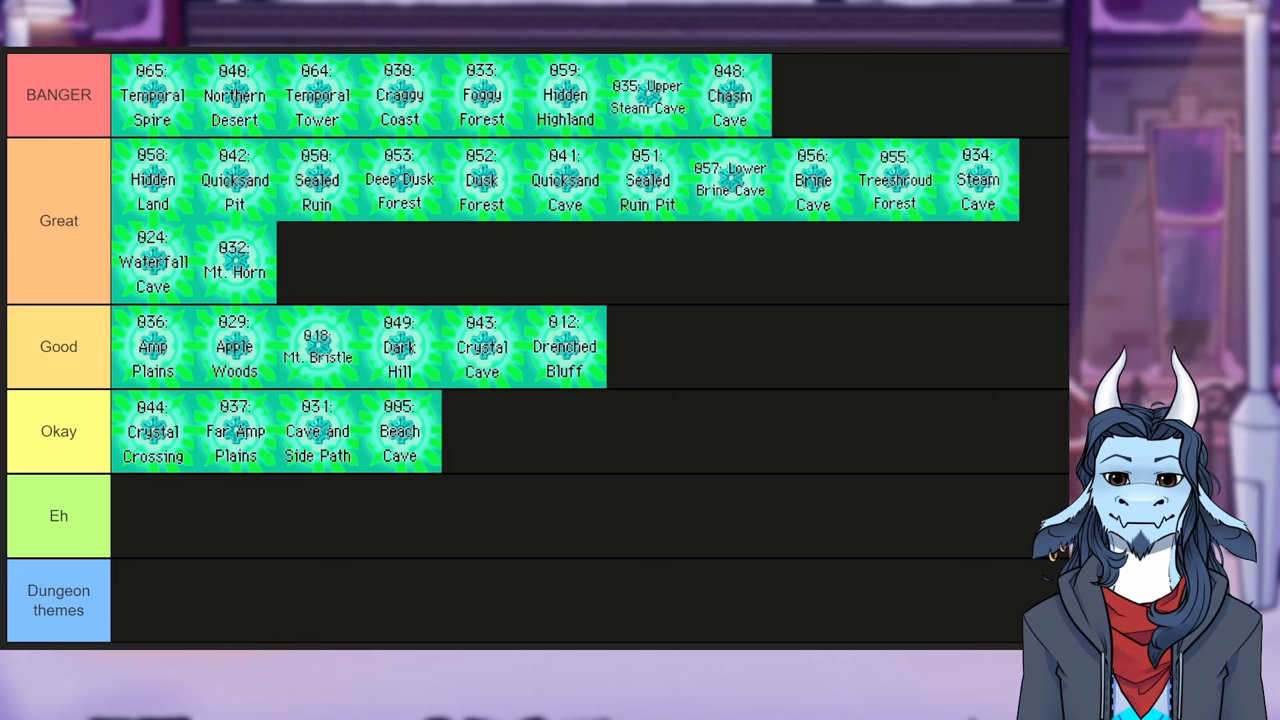 BANGER
065:
Temporal
Spire
040:
Northern
Desert
064:
Temporal
Tower
030:
Craggy
Coast
033:
Foggy
Forest
059:
Hidden
Highland
035: Upper
Steam Cave
048:
Chasm
Cave
Great
058:
Hidden
Land
042:
Quicksand
Pit
050:
Sealed
Ruin
053:
Deep Dusk
Forest
052:
Dusk
Forest
041:
Quicksand
Cave
051:
Sealed
Ruin Pit
057: Lower
Brine Cave
056:
Brine
Cave
055:
Treeshroud
Forest
034:
Steam
Cave
024:
Waterfall
Cave
032:
Mt. Horn
Good
036:
Amp
Plains
029:
Apple
Woods
018:
Mt. Bristle
049:
Dark
Hill
043:
Crystal
Cave
012:
Drenched
Bluff
Okay
044:
Crystal
Crossing
037:
Far Amp
Plains
031:
Cave and
Side Path
005:
Beach
Cave
Eh
Dungeon
themes